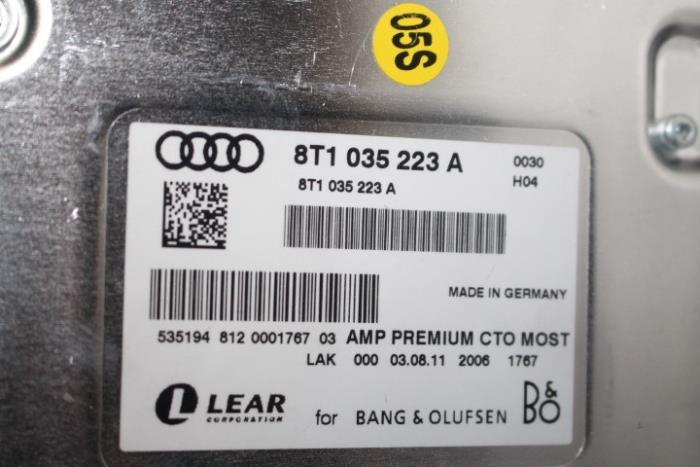 05S
8T1 035 223 A 0030
8T1 035 223 A H04
MADE IN GERMANY
535194 812 0001767 03 AMP PREMIUM CTO MOST
LAK 000 03.08.11 2006 1767
L LEAR CORPORATION for BANG & OLUFSEN B&O